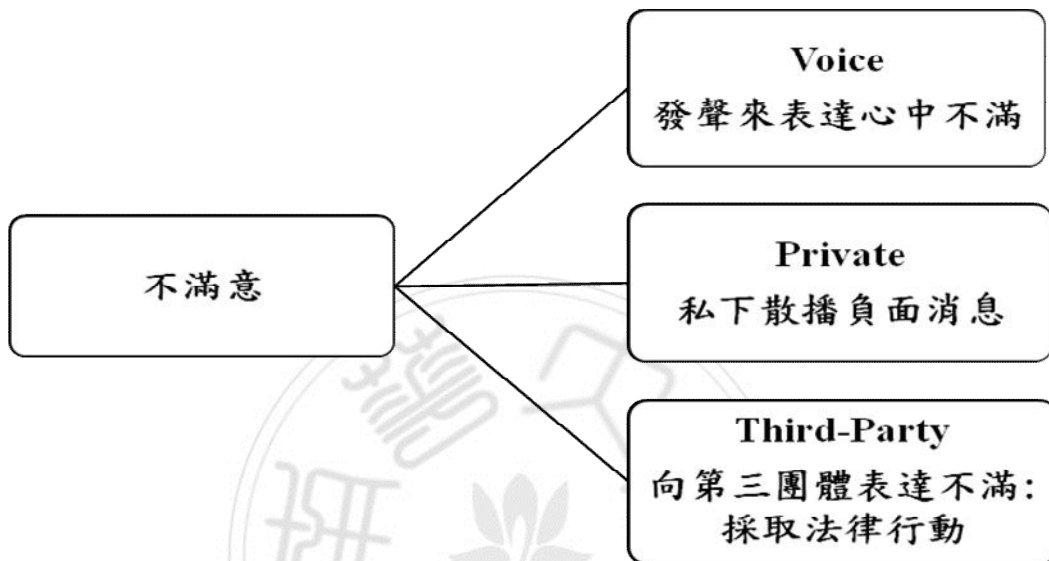 不滿意
Voice
發聲來表達心中不滿
Private
私下散播負面消息
Third-Party
向第三團體表達不滿:
採取法律行動